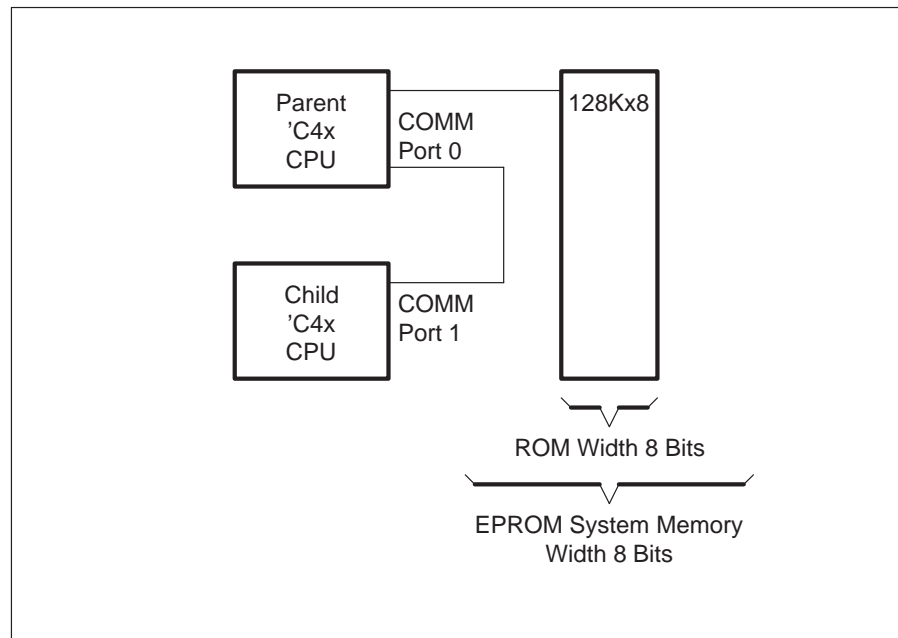 Parent
’C4x
CPU
COMM
Port 0
128Kx8
Child
’C4x
CPU
COMM
Port 1
ROM Width 8 Bits
EPROM System Memory
Width 8 Bits